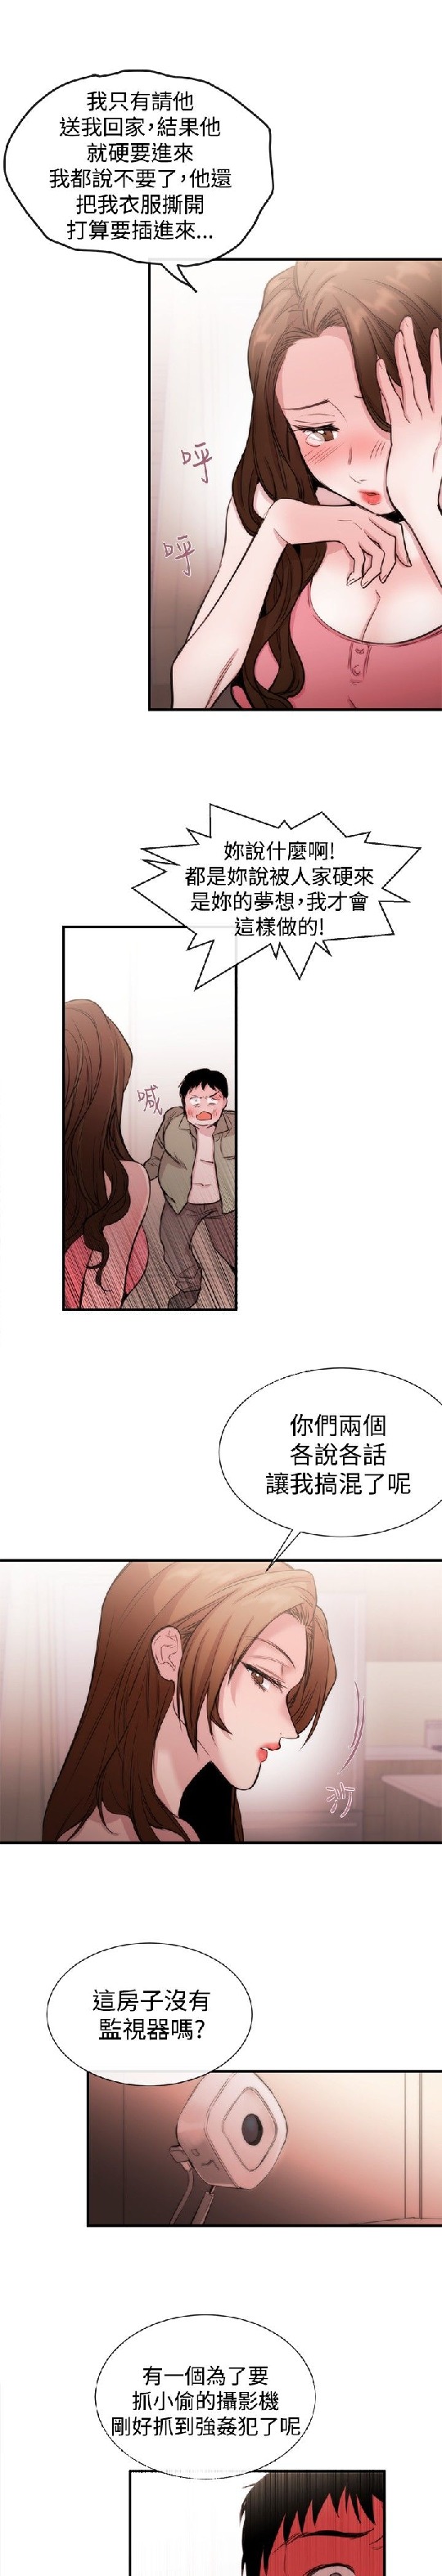 我只有請他
送我回家，結果他
就硬要進來
我都說不要了，他還
把我衣服撕開
打算要插進來...
呼
呼
妳說什麼啊!
都是妳說被人家硬來
是妳的夢想，我才會
這樣做的!
喊
你們兩個
各說各話
讓我搞混了呢
沙
這房子沒有
監視器嗎?
有一個為了要
抓小偷的攝影機
剛好抓到強姦犯了呢